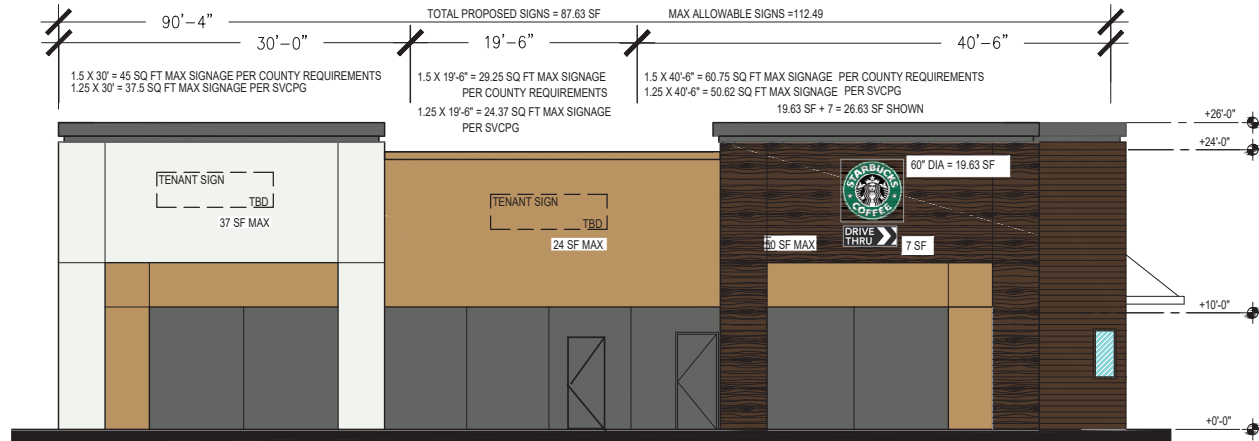 TOTAL PROPOSED SIGNS = 87.63 SF
MAX ALLOWABLE SIGNS =112.49
90'-4"
30'-0"
19'-6"
40'-6"
1.5 X 30' = 45 SQ FT MAX SIGNAGE PER COUNTY REQUIREMENTS
1.25 X 30' = 37.5 SQ FT MAX SIGNAGE PER SVCPG
1.5 X 19'-6" = 29.25 SQ FT MAX SIGNAGE
PER COUNTY REQUIREMENTS
1.25 X 19'-6" = 24.37 SQ FT MAX SIGNAGE
PER SVCPG
1.5 X 40'-6" = 60.75 SQ FT MAX SIGNAGE PER COUNTY REQUIREMENTS
1.25 X 40'-6" = 50.62 SQ FT MAX SIGNAGE PER SVCPG
19.63 SF + 7 = 26.63 SF SHOWN
+26'-0"
+24'-0"
TENANT SIGN
TBD
37 SF MAX
TENANT SIGN
TBD
24 SF MAX
STARBUCKS
COFFEE
60" DIA = 19.63 SF
DRIVE
THRU
50 SF MAX
7 SF
+10'-0"
+0'-0"